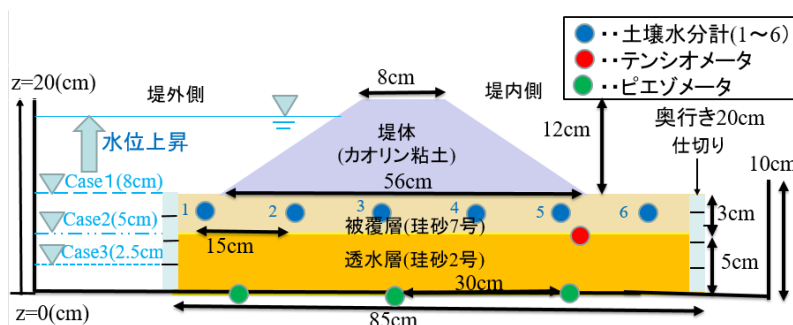 ・・土壌水分計(1～6)
・・テンシオメータ
・・ピエゾメータ
z=20(cm)
堤外側
8cm
堤内側
奥行き20cm
仕切り
水位上昇
堤体
(カオリン粘土)
12cm
10cm
Case1(8cm)
56cm
1
2
3
4
5
6
Case2(5cm)
被覆層(珪砂7号)
3cm
15cm
Case3(2.5cm)
透水層(珪砂2号)
5cm
30cm
z=0(cm)
85cm